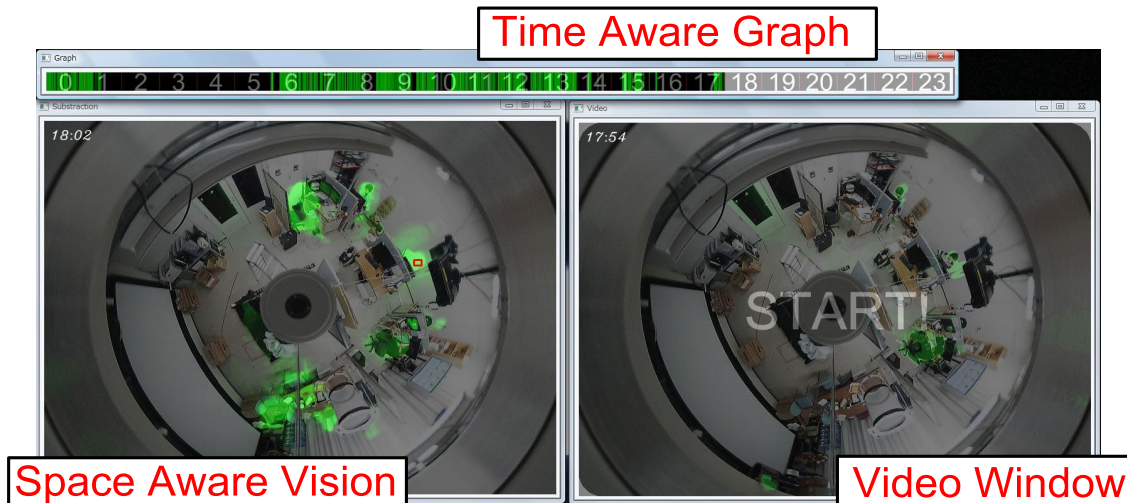 Time Aware Graph
Graph
0 1 2 3 4 5 6 7 8 9 10 11 12 13 14 15 16 17 18 19 20 21 22 23
Substraction
Video
18:02
17:54
START!
Space Aware Vision
Video Window